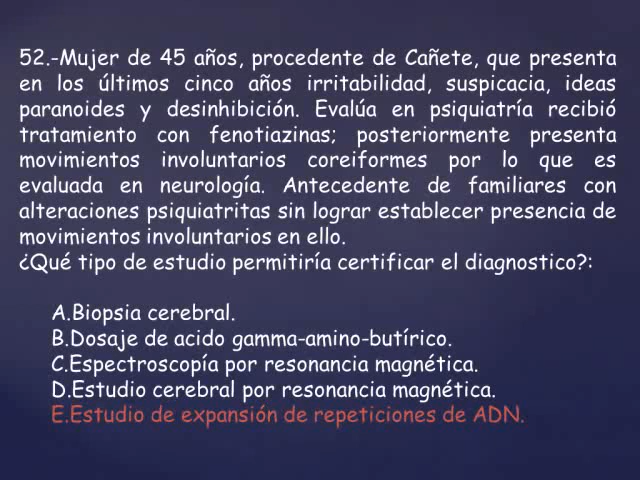 52.-Mujer de 45 años, procedente de Cañete, que presenta
en los últimos cinco años irritabilidad, suspicacia, ideas
paranoides y desinhibición. Evalúa en psiquiatría recibió
tratamiento con fenotiazinas; posteriormente presenta
movimientos involuntarios coreiformes por lo que es
evaluada en neurología. Antecedente de familiares con
alteraciones psiquiatritas sin lograr establecer presencia de
movimientos involuntarios en ello.
¿Qué tipo de estudio permitiría certificar el diagnostico?:
A.Biopsia cerebral.
B.Dosaje de acido gamma-amino-butírico.
C.Espectroscopía por resonancia magnética.
D.Estudio cerebral por resonancia magnética.
E.Estudio de expansión de repeticiones de ADN.